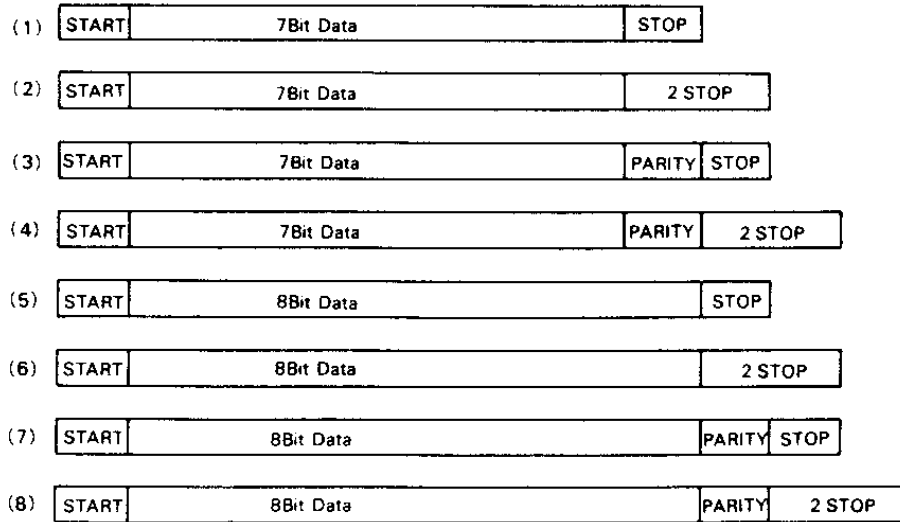 (1) START 7Bit Data STOP
(2) START 7Bit Data 2 STOP
(3) START 7Bit Data PARITY STOP
(4) START 7Bit Data PARITY 2 STOP
(5) START 8Bit Data STOP
(6) START 8Bit Data 2 STOP
(7) START 8Bit Data PARITY STOP
(8) START 8Bit Data PARITY 2 STOP